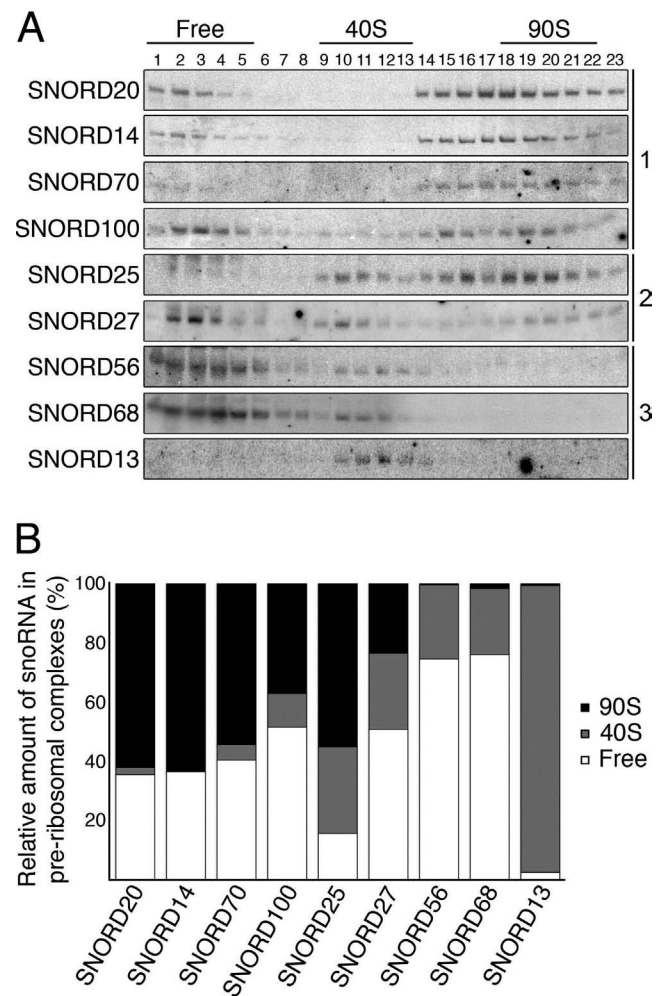 A
Free 40S 90S
1 2 3 4 5 6 7 8 9 10 11 12 13 14 15 16 17 18 19 20 21 22 23
SNORD20
SNORD14
SNORD70
SNORD100
1
SNORD25
SNORD27
2
SNORD56
SNORD68
SNORD13
3
B
Relative amount of snoRNA in
pre-ribosomal complexes (%)
100
80
60
40
20
90S
40S
Free
SNORD20
SNORD14
SNORD70
SNORD100
SNORD25
SNORD27
SNORD56
SNORD68
SNORD13